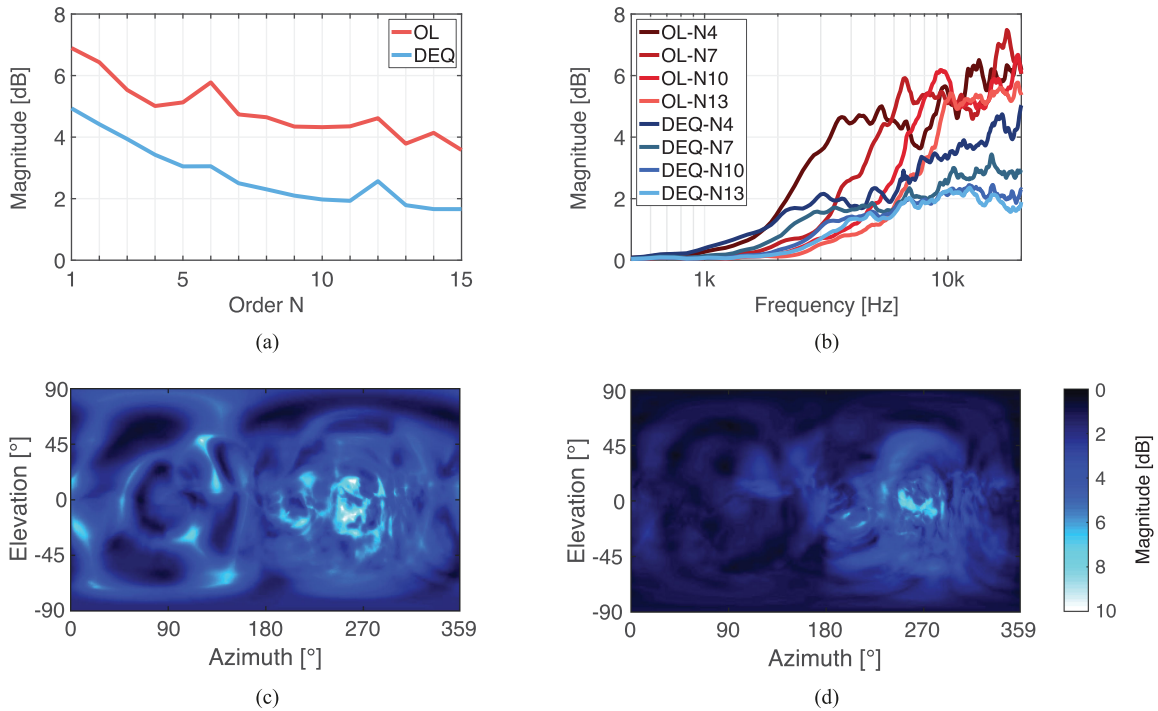 8
6
4
2
0
Magnitude [dB]
1
5
10
15
Order N
OL
DEQ
(a)
8
6
4
2
0
Magnitude [dB]
OL-N4
OL-N7
OL-N10
OL-N13
DEQ-N4
DEQ-N7
DEQ-N10
DEQ-N13
1k
10k
Frequency [Hz]
(b)
90
45
0
-45
-90
Elevation [°]
0
90
180
270
359
Azimuth [°]
(c)
90
45
0
-45
-90
Elevation [°]
0
90
180
270
359
Azimuth [°]
(d)
0
2
4
6
8
10
Magnitude [dB]